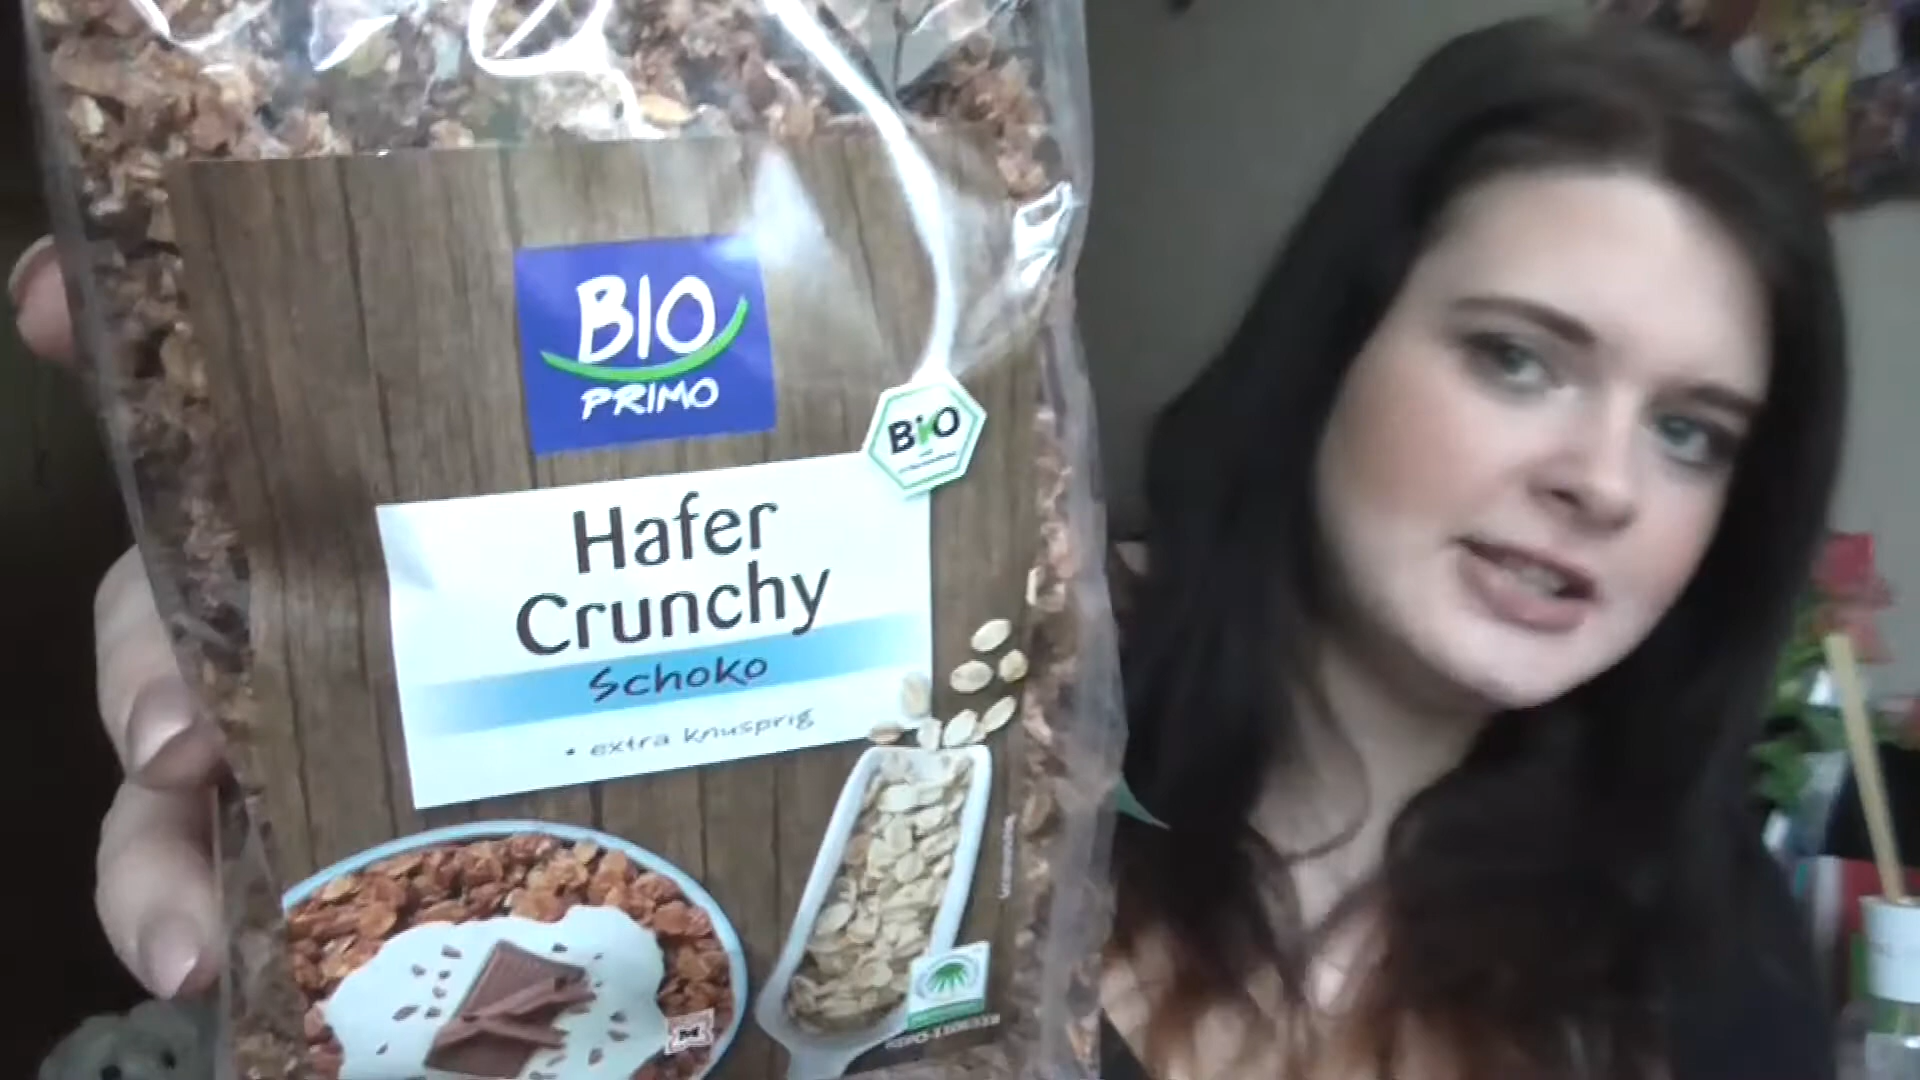 BIO
PRIMO
BiO
Hafer
Crunchy
Schoko
• extra knusprig